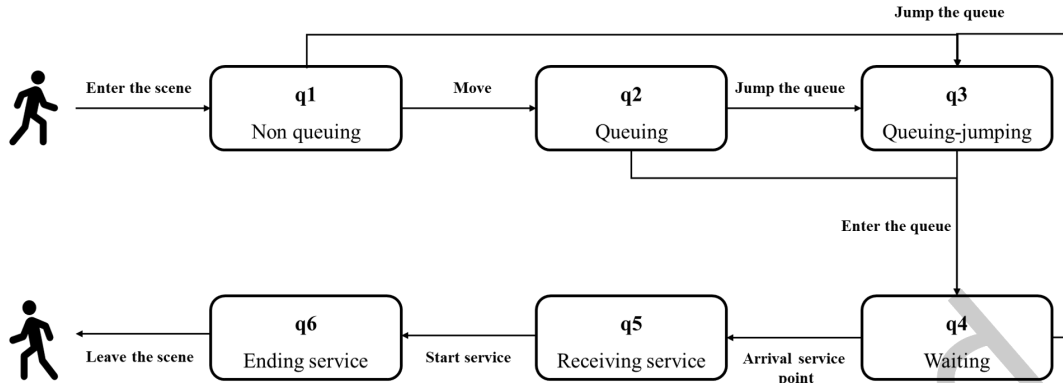 Jump the queue
Enter the scene
q1
Non queuing
Move
q2
Queuing
Jump the queue
q3
Queuing-jumping
Enter the queue
Leave the scene
q6
Ending service
Start service
q5
Receiving service
Arrival service
point
q4
Waiting